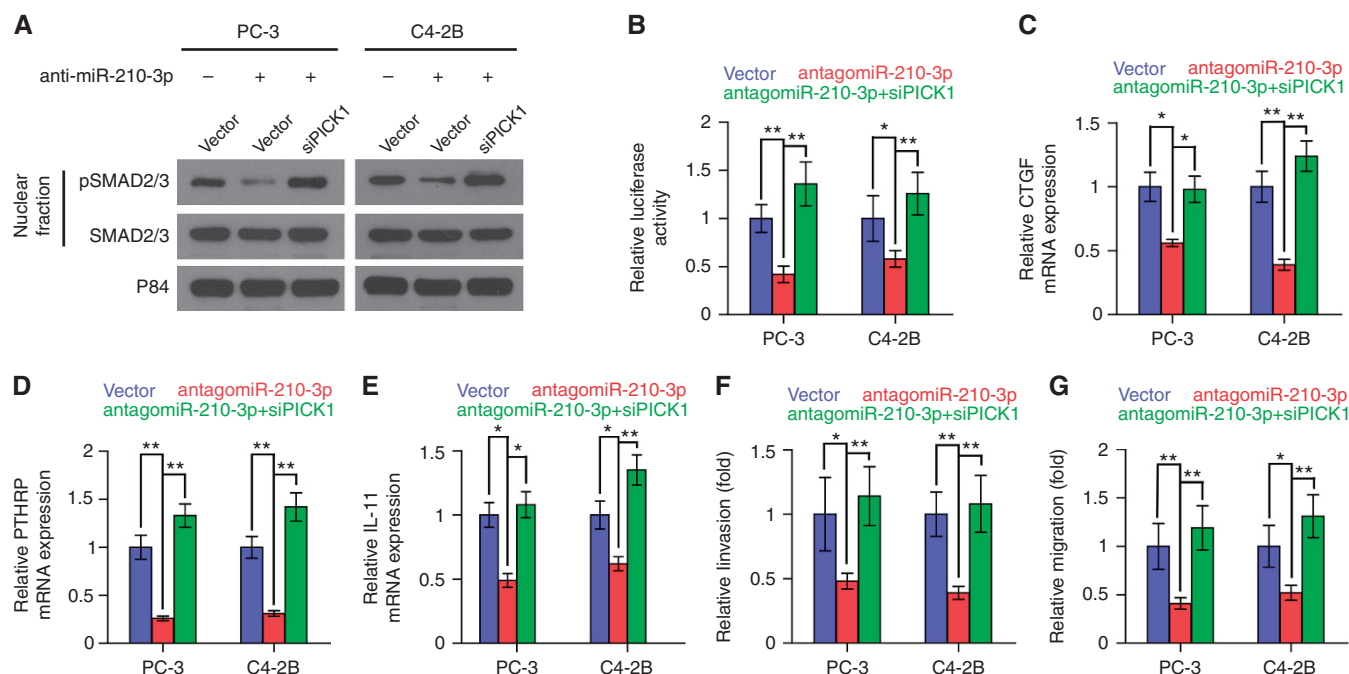 A
PC-3 C4-2B
anti-miR-210-3p – + + – + +
Vector Vector siPICK1 Vector Vector siPICK1
Nuclear fraction
pSMAD2/3
SMAD2/3
P84
B
Vector antagomiR-210-3p
antagomiR-210-3p+siPICK1
Relative luciferase
activity
2
1.5
1
0.5
0
** ** * **
PC-3 C4-2B
C
Vector antagomiR-210-3p
antagomiR-210-3p+siPICK1
Relative CTGF
mRNA expression
1.5
1
0.5
0
* * ** **
PC-3 C4-2B
D
Vector antagomiR-210-3p
antagomiR-210-3p+siPICK1
Relative PTHRP
mRNA expression
2
1.5
1
0.5
0
** ** ** **
PC-3 C4-2B
E
Vector antagomiR-210-3p
antagomiR-210-3p+siPICK1
Relative IL-11
mRNA expression
1.5
1
0.5
0
* * * **
PC-3 C4-2B
F
Vector antagomiR-210-3p
antagomiR-210-3p+siPICK1
Relative linvasion (fold)
1.5
1
0.5
0
* ** ** **
PC-3 C4-2B
G
Vector antagomiR-210-3p
antagomiR-210-3p+siPICK1
Relative migration (fold)
2
1.5
1
0.5
0
** ** * **
PC-3 C4-2B